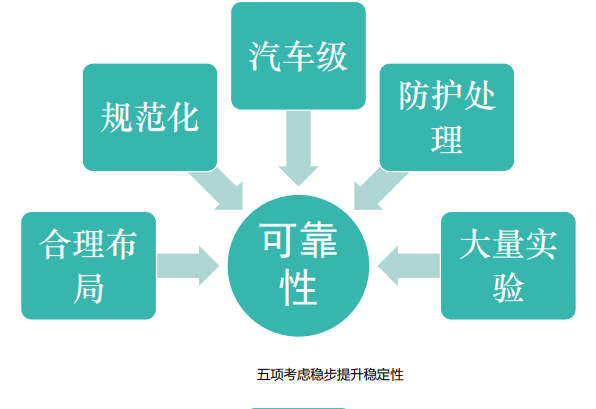 汽车级
规范化
防护处
理
合理布
局
可靠
性
大量实
验
五项考虑稳步提升稳定性